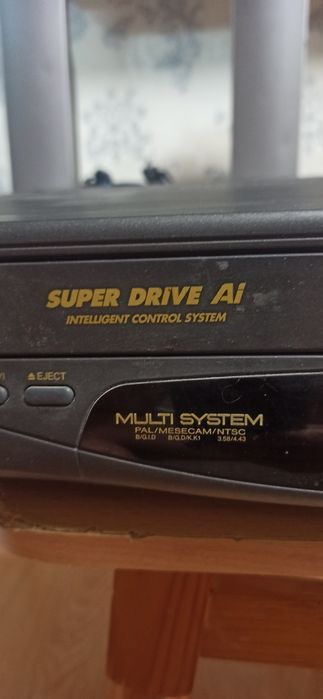 SUPER DRIVE Ai
INTELLIGENT CONTROL SYSTEM
⏏EJECT
MULTI SYSTEM
PAL/MESECAM/NTSC
B/G.I.D B/G,D/K.K1 3.58/4.43